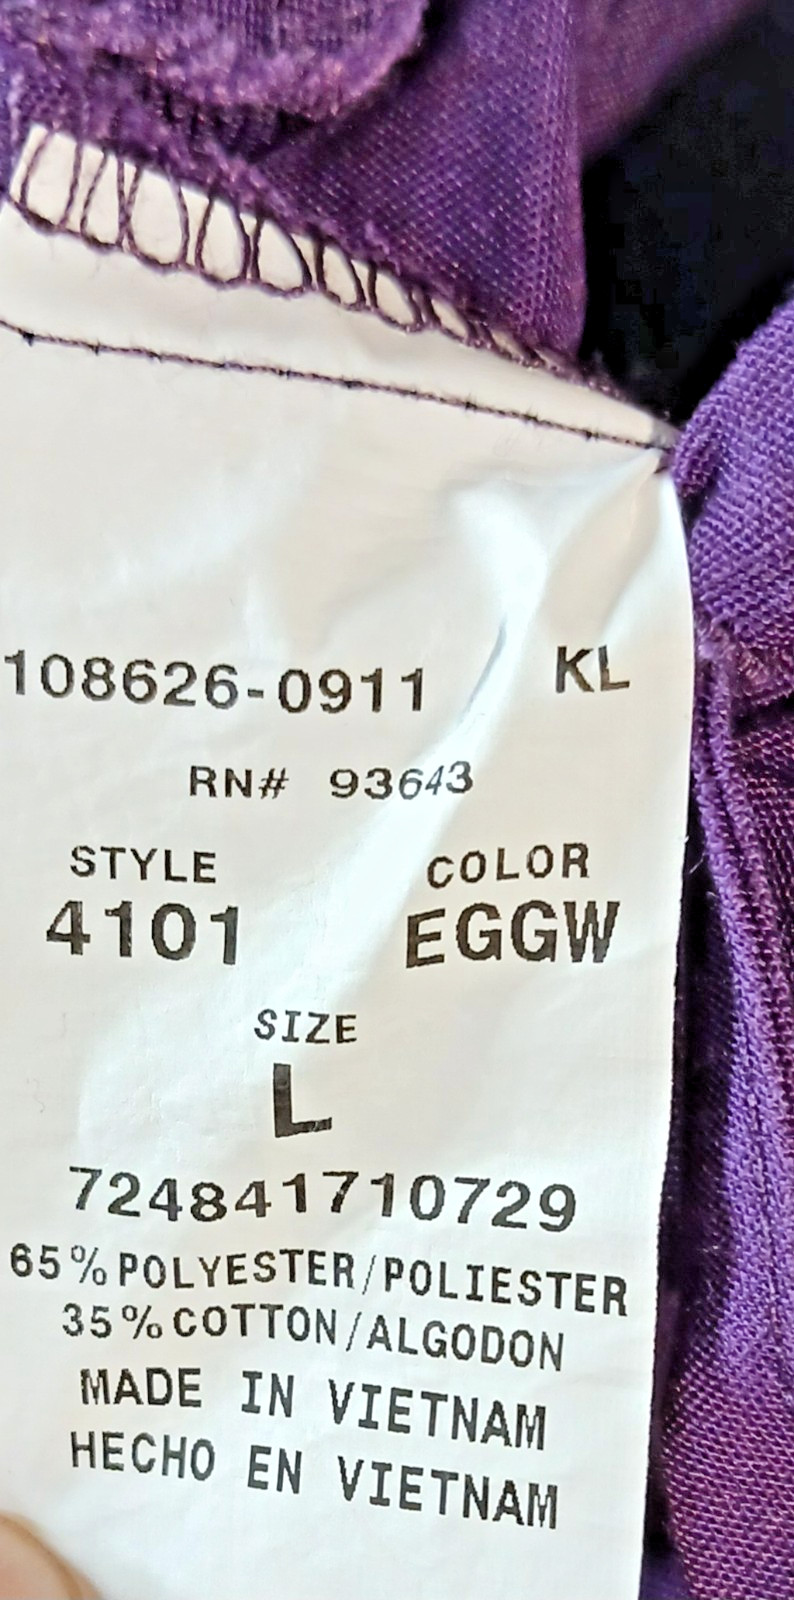 108626-0911 KL
RN# 93643
STYLE COLOR
4101 EGGW
SIZE
L
724841710729
65% POLYESTER/POLIESTER
35% COTTON/ALGODON
MADE IN VIETNAM
HECHO EN VIETNAM